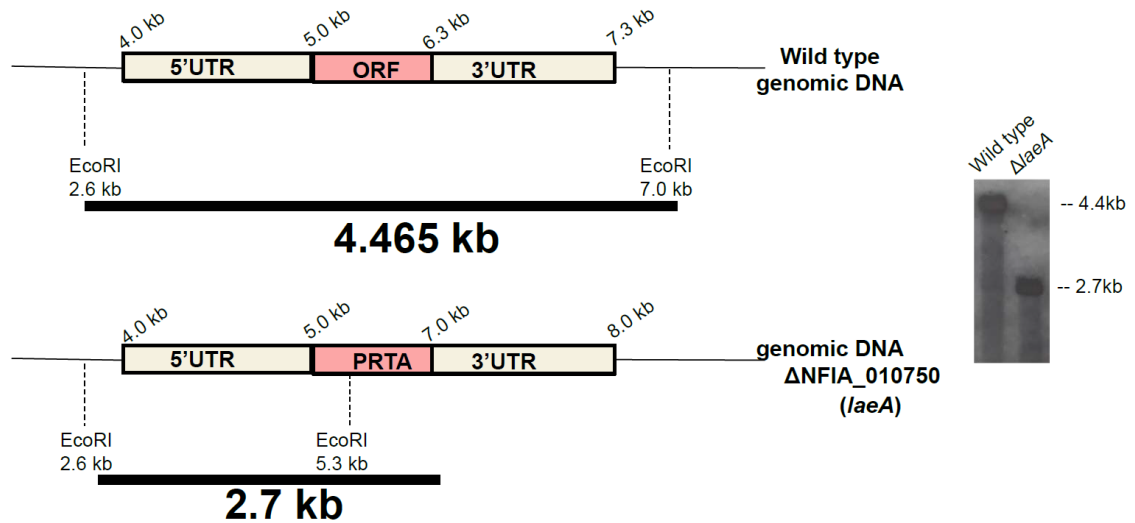 4.0 kb
5.0 kb
6.3 kb
7.3 kb
5'UTR
ORF
3'UTR
Wild type
genomic DNA
EcoRI
2.6 kb
EcoRI
7.0 kb
4.465 kb
Wild type
ΔlaeA
-- 4.4kb
-- 2.7kb
4.0 kb
5.0 kb
7.0 kb
8.0 kb
5'UTR
PRTA
3'UTR
genomic DNA
ΔNFIA_010750
(laeA)
EcoRI
2.6 kb
EcoRI
5.3 kb
2.7 kb